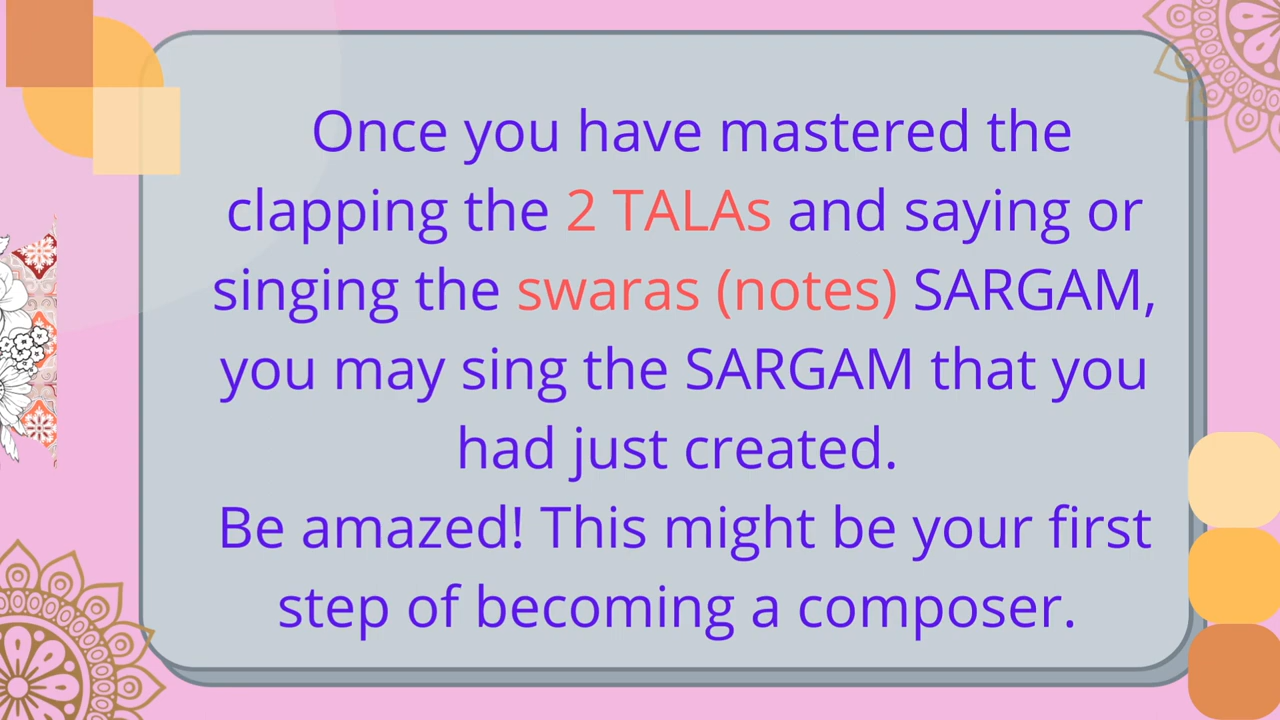 Once you have mastered the
clapping the 2 TALAs and saying or
singing the swaras (notes) SARGAM,
you may sing the SARGAM that you
had just created.
Be amazed! This might be your first
step of becoming a composer.